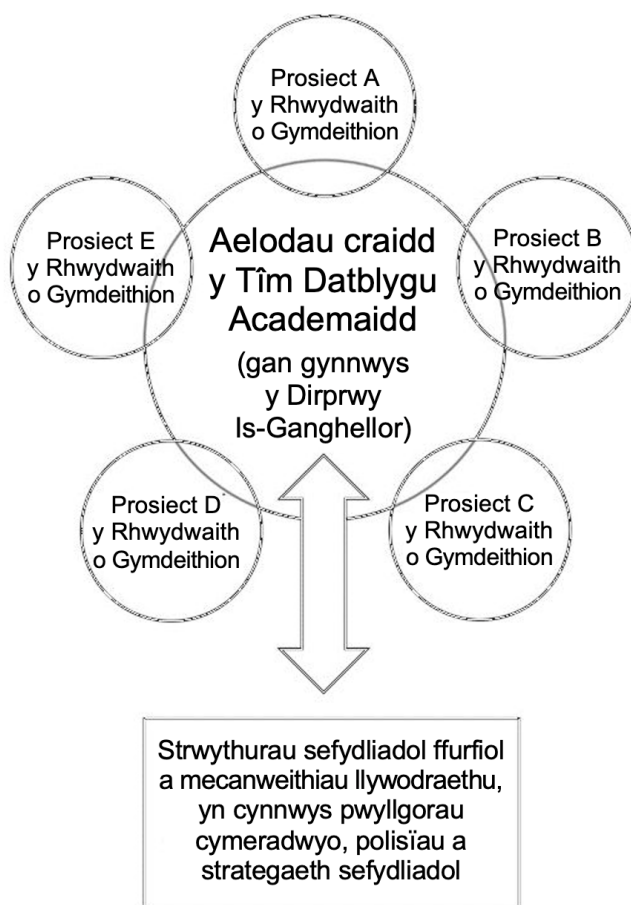 Prosiect A
y Rhwydwaith
o Gymdeithion
Prosiect E
y Rhwydwaith
o Gymdeithion
Aelodau craidd
y Tîm Datblygu
Academaidd
(gan gynnwys
y Dirprwy
Is-Ganghellor)
Prosiect B
y Rhwydwaith
o Gymdeithion
Prosiect D
y Rhwydwaith
o Gymdeithion
Prosiect C
y Rhwydwaith
o Gymdeithion
Strwythurau sefydliadol ffurfiol
a mecanweithiau llywodraethu,
yn cynnwys pwyllgorau
cymeradwyo, polisïau a
strategaeth sefydliadol